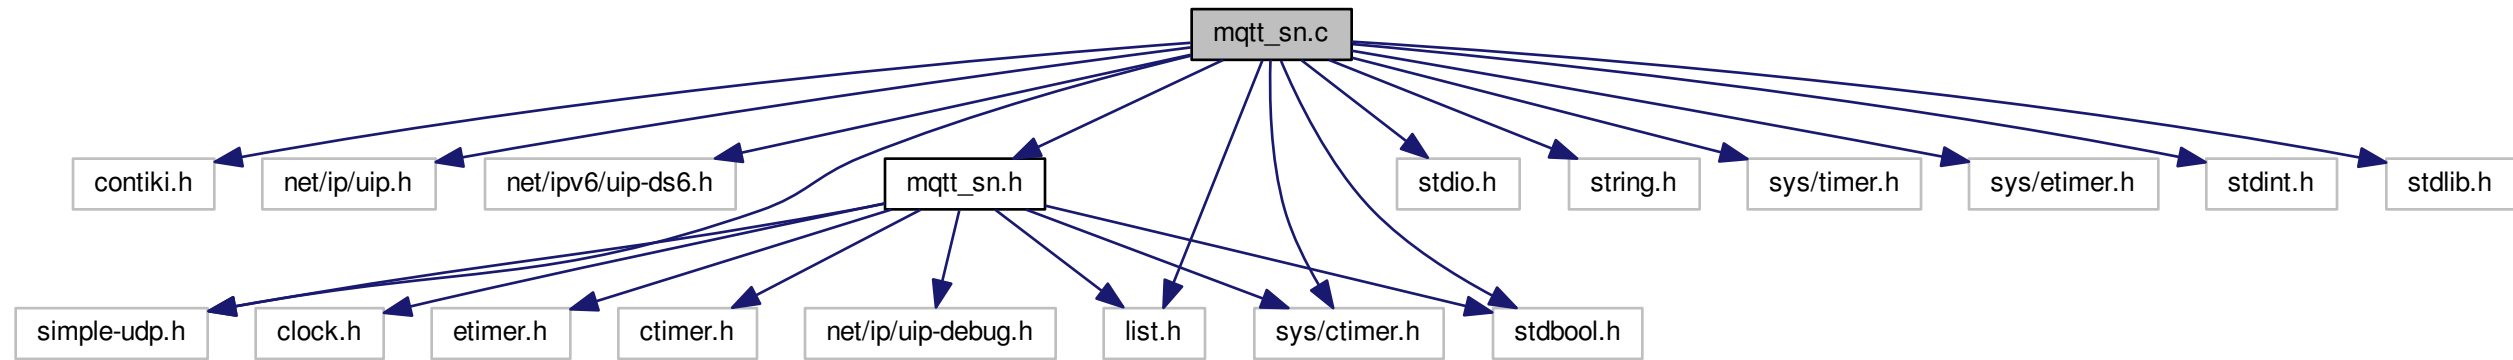 mqtt_sn.c
contiki.h
net/ip/uip.h
net/ipv6/uip-ds6.h
mqtt_sn.h
stdio.h
string.h
sys/timer.h
sys/etimer.h
stdint.h
stdlib.h
simple-udp.h
clock.h
etimer.h
ctimer.h
net/ip/uip-debug.h
list.h
sys/ctimer.h
stdbool.h